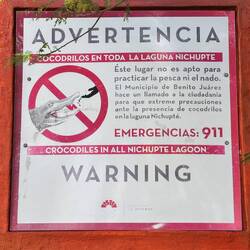 ADVERTENCIA
COCODRILOS EN TODA LA LAGUNA NICHUPTE
Éste lugar no es apto para
practicar la pesca ni el nado.
El Municipio de Benito Juárez
hace un llamado a la ciudadanía
para que extreme precauciones
ante la presencia de cocodrilos
en la laguna Nichupté.
EMERGENCIAS: 911
CROCODILES IN ALL NICHUPTE LAGOON
WARNING